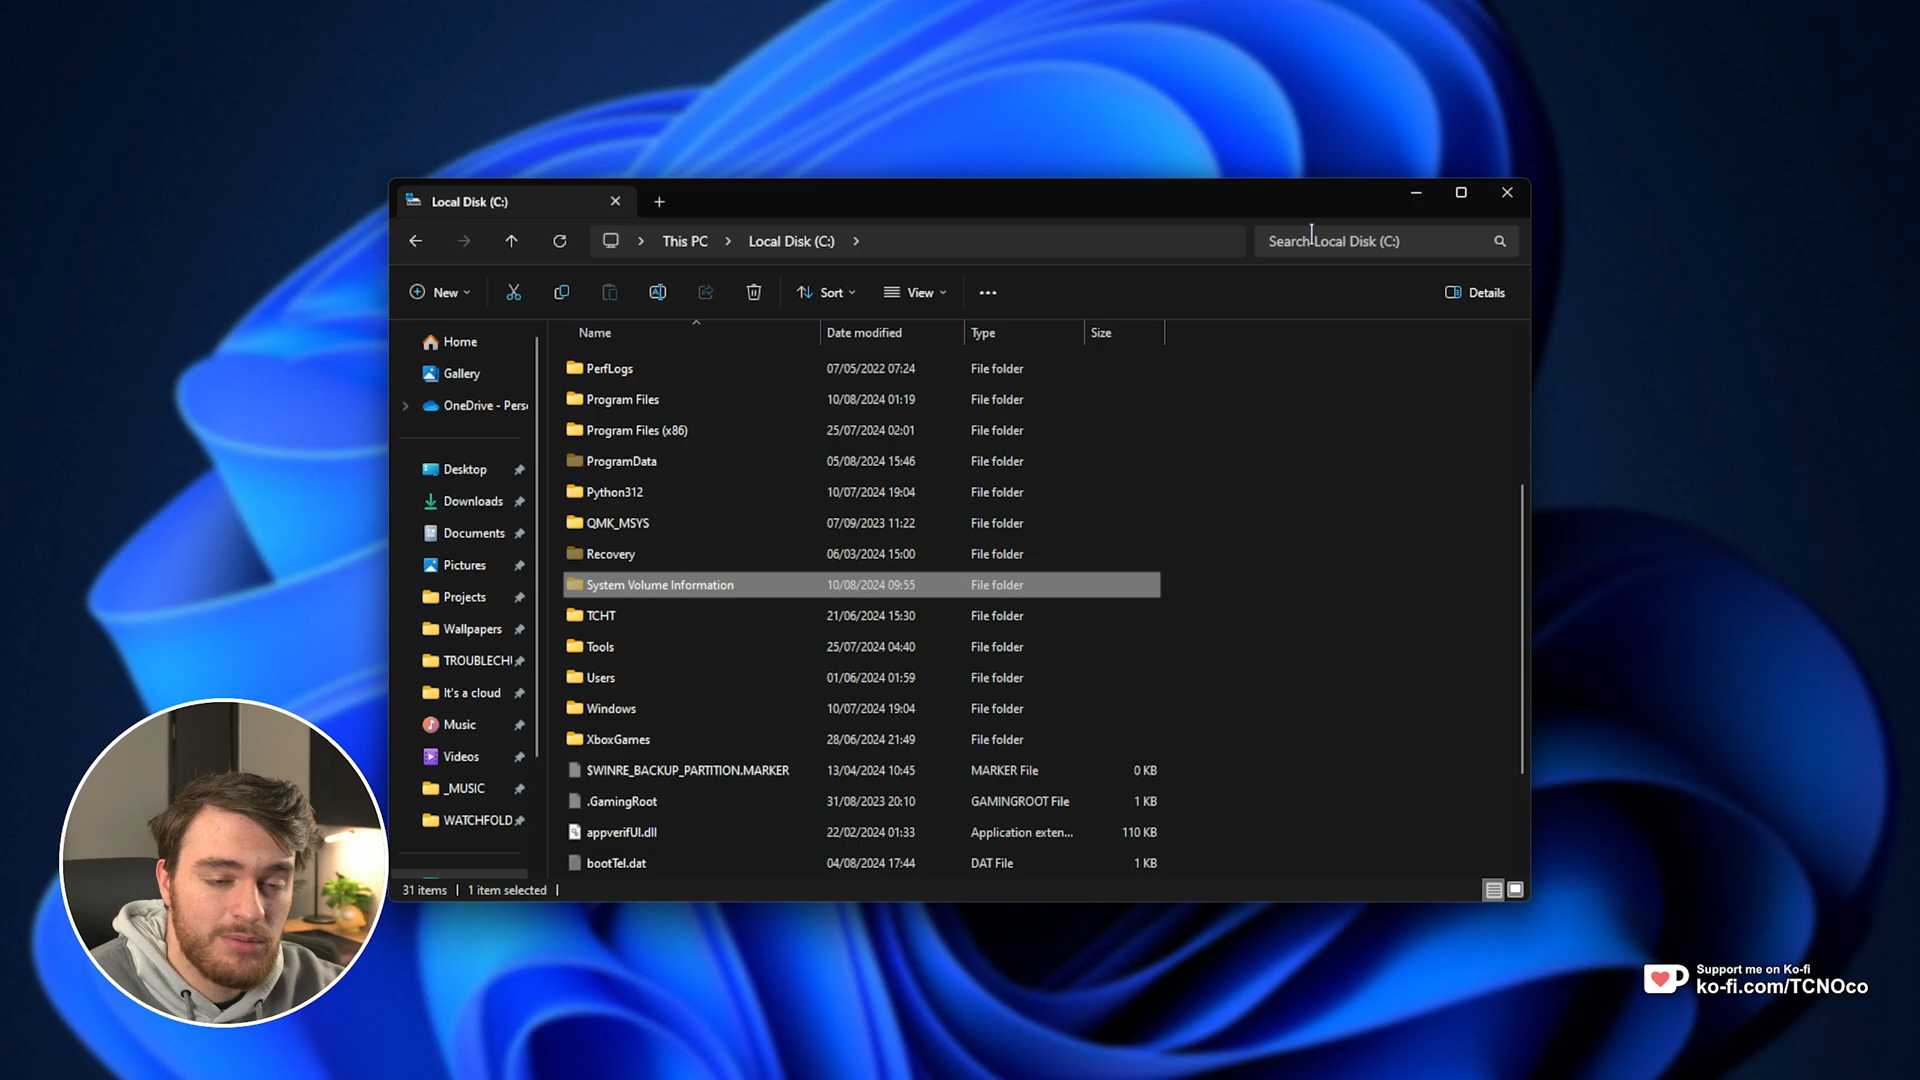 Local Disk (C:)
This PC
Local Disk (C:)
Search Local Disk (C:)
New
Sort
View
Details
Name Date modified Type Size
Home
Gallery
OneDrive - Pers
Desktop
Downloads
Documents
Pictures
Projects
Wallpapers
TROUBLECH
It's a cloud
Music
Videos
_MUSIC
WATCHFOLD
PerfLogs 07/05/2022 07:24 File folder
Program Files 10/08/2024 01:19 File folder
Program Files (x86) 25/07/2024 02:01 File folder
ProgramData 05/08/2024 15:46 File folder
Python312 10/07/2024 19:04 File folder
QMK_MSYS 07/09/2023 11:22 File folder
Recovery 06/03/2024 15:00 File folder
System Volume Information 10/08/2024 09:55 File folder
TCHT 21/06/2024 15:30 File folder
Tools 25/07/2024 04:40 File folder
Users 01/06/2024 01:59 File folder
Windows 10/07/2024 19:04 File folder
XboxGames 28/06/2024 21:49 File folder
$WINRE_BACKUP_PARTITION.MARKER 13/04/2024 10:45 MARKER File 0 KB
.GamingRoot 31/08/2023 20:10 GAMINGROOT File 1 KB
appverifUI.dll 22/02/2024 01:33 Application exten... 110 KB
bootTel.dat 04/08/2024 17:44 DAT File 1 KB
31 items 1 item selected
Support me on Ko-fi
ko-fi.com/TCNOco